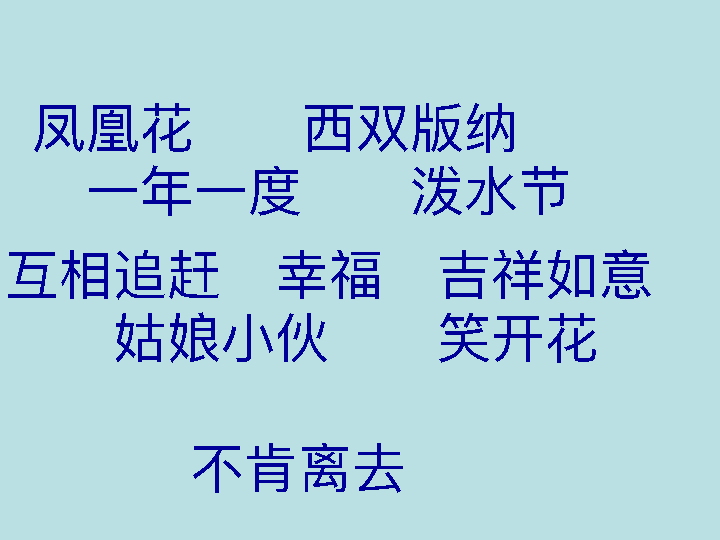 凤凰花 西双版纳
一年一度 泼水节
互相追赶 幸福 吉祥如意
姑娘小伙 笑开花
不肯离去